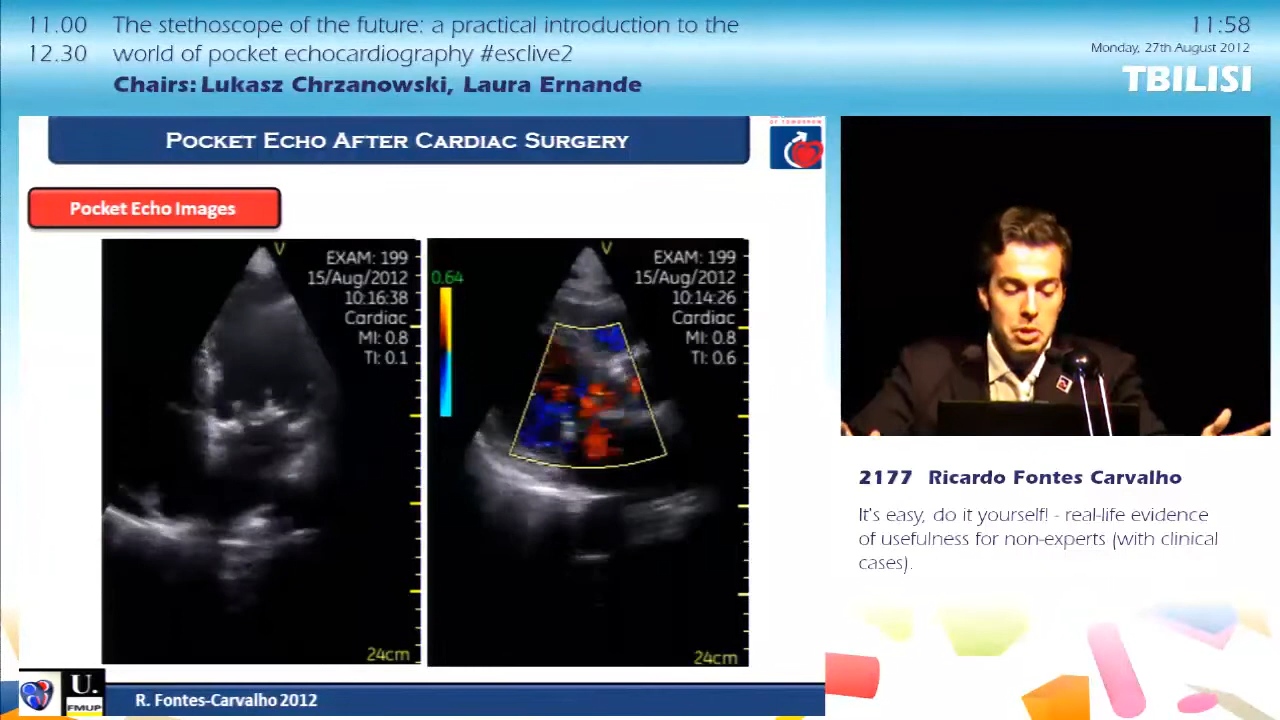 11.00 The stethoscope of the future: a practical introduction to the
12.30 world of pocket echocardiography #esclive2
Chairs: Lukasz Chrzanowski, Laura Ernande
11:58
Monday, 27th August 2012
TBILISI
POCKET ECHO AFTER CARDIAC SURGERY
OF TOMORROW
Pocket Echo Images
V
EXAM: 199
15/Aug/2012
10:16:38
Cardiac
MI: 0.8
TI: 0.1
24cm
V
0.64
EXAM: 199
15/Aug/2012
10:14:26
Cardiac
MI: 0.8
TI: 0.6
24cm
U.
FMUP
R. Fontes-Carvalho 2012
2177 Ricardo Fontes Carvalho
It's easy, do it yourself! - real-life evidence
of usefulness for non-experts (with clinical
cases).